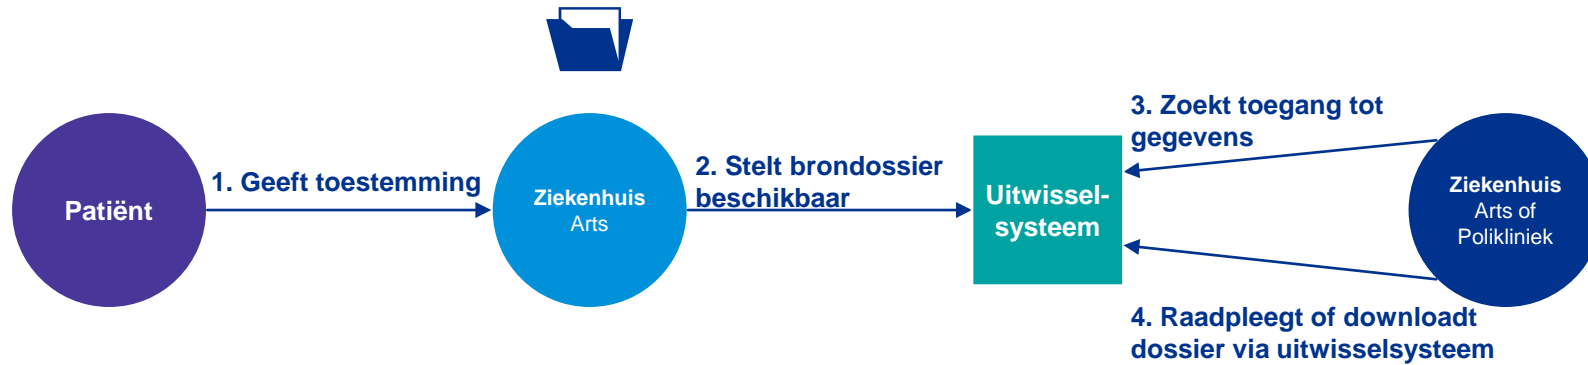 Patiënt
1. Geeft toestemming
Ziekenhuis
Arts
2. Stelt brondossier
beschikbaar
Uitwissel-
systeem
3. Zoekt toegang tot
gegevens
4. Raadpleegt of downloadt
dossier via uitwisselsysteem
Ziekenhuis
Arts of
Polikliniek